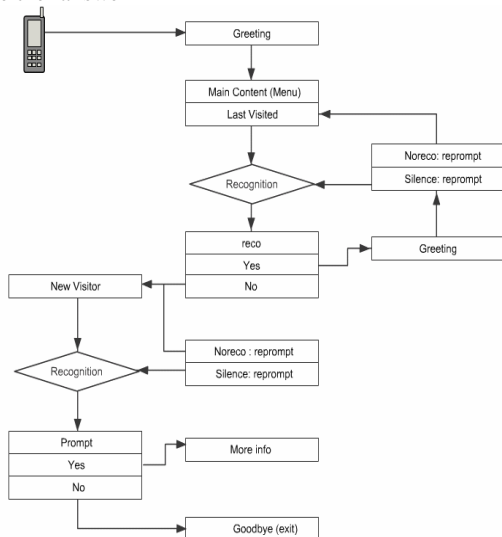 Greeting
Main Content (Menu)
Last Visited
Noreco: reprompt
Silence: reprompt
Recognition
reco
Yes
No
Greeting
New Visitor
Noreco : reprompt
Silence: reprompt
Recognition
Prompt
Yes
No
More info
Goodbye (exit)